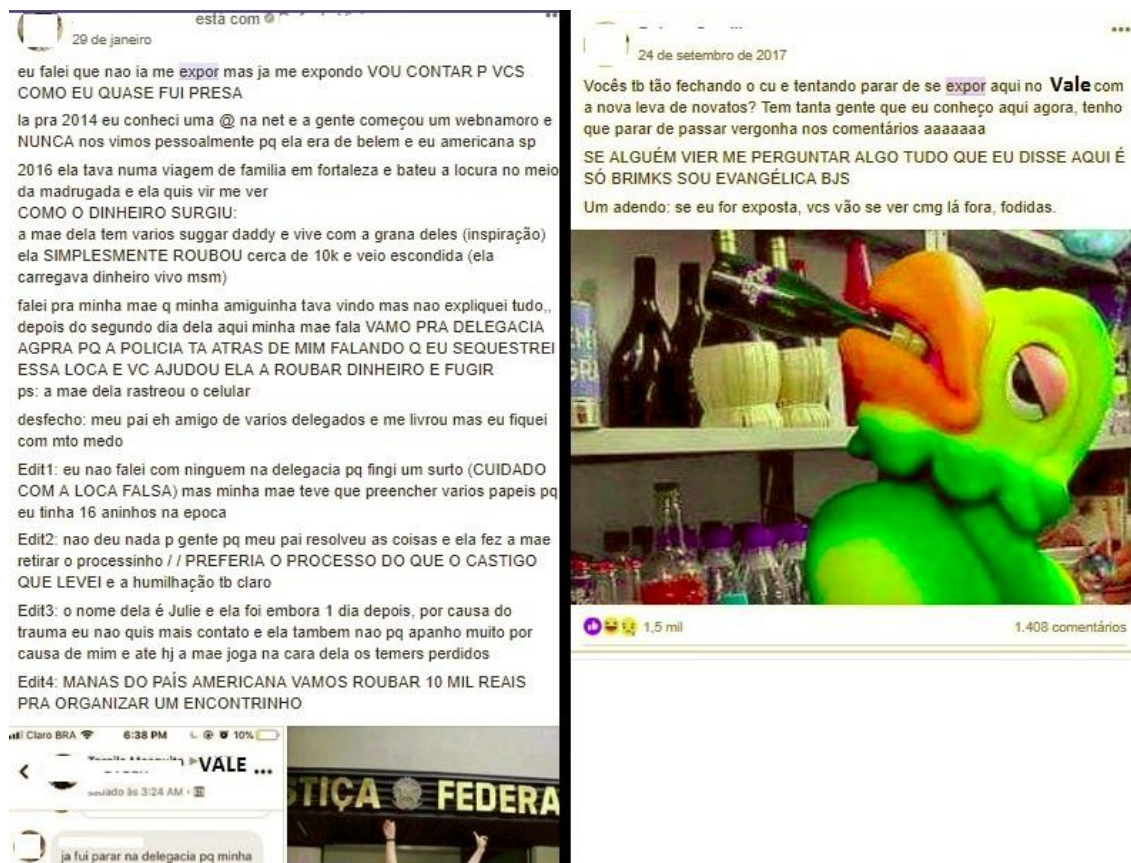 está com
29 de janeiro
eu falei que nao ia me expor mas ja me expondo VOU CONTAR P VCS
COMO EU QUASE FUI PRESA
la pra 2014 eu conheci uma @ na net e a gente começou um webnamoro e
NUNCA nos vimos pessoalmente pq ela era de belem e eu americana sp
2016 ela tava numa viagem de familia em fortaleza e bateu a locura no meio
da madrugada e ela quis vir me ver
COMO O DINHEIRO SURGIU:
a mae dela tem varios suggar daddy e vive com a grana deles (inspiração)
ela SIMPLESMENTE ROUBOU cerca de 10k e veio escondida (ela
carregava dinheiro vivo msm)
falei pra minha mae q minha amiguinha tava vindo mas nao expliquei tudo,,
depois do segundo dia dela aqui minha mae fala VAMO PRA DELEGACIA
AGPRA PQ A POLICIA TA ATRAS DE MIM FALANDO Q EU SEQUESTREI
ESSA LOCA E VC AJUDOU ELA A ROUBAR DINHEIRO E FUGIR
ps: a mae dela rastreou o celular
desfecho: meu pai eh amigo de varios delegados e me livrou mas eu fiquei
com mto medo
Edit1: eu nao falei com ninguem na delegacia pq fingi um surto (CUIDADO
COM A LOCA FALSA) mas minha mae teve que preencher varios papeis pq
eu tinha 16 aninhos na epoca
Edit2: nao deu nada p gente pq meu pai resolveu as coisas e ela fez a mae
retirar o processinho / / PREFERIA O PROCESSO DO QUE O CASTIGO
QUE LEVEI e a humilhação tb claro
Edit3: o nome dela é Julie e ela foi embora 1 dia depois, por causa do
trauma eu nao quis mais contato e ela tambem nao pq apanho muito por
causa de mim e ate hj a mae joga na cara dela os temers perdidos
Edit4: MANAS DO PAÍS AMERICANA VAMOS ROUBAR 10 MIL REAIS
PRA ORGANIZAR UM ENCONTRINHO
Claro BRA 6:38 PM 10%
VALE
sábado às 3:24 AM
ja fui parar na delegacia pq minha
STIÇA FEDERA
24 de setembro de 2017
Vocês tb tão fechando o cu e tentando parar de se expor aqui no Vale com
a nova leva de novatos? Tem tanta gente que eu conheço aqui agora, tenho
que parar de passar vergonha nos comentários aaaaaaa
SE ALGUÉM VIER ME PERGUNTAR ALGO TUDO QUE EU DISSE AQUI É
SÓ BRIMKS SOU EVANGÉLICA BJS
Um adendo: se eu for exposta, vcs vão se ver cmg lá fora, fodidas.
1,5 mil
1.408 comentários